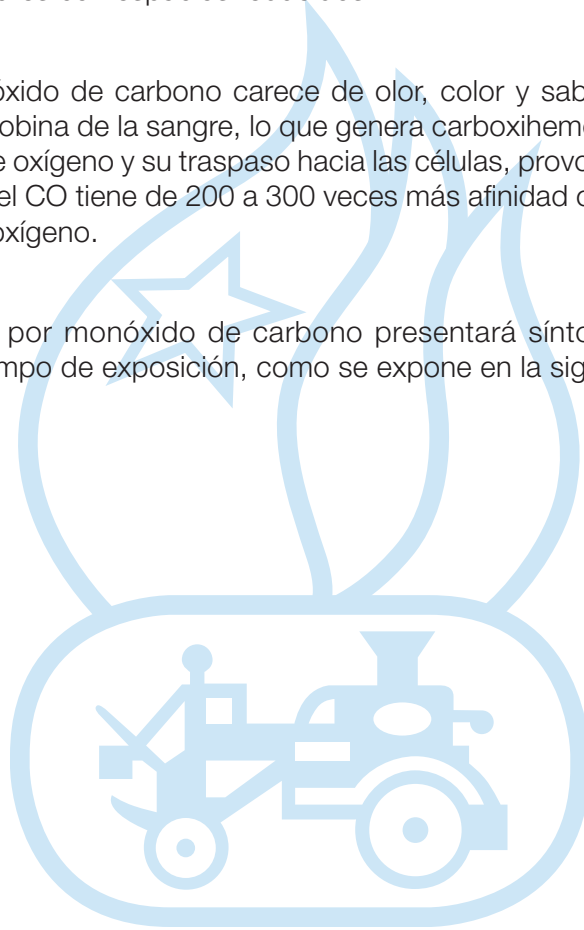 óxido de carbono carece de olor, color y sab
obina de la sangre, lo que genera carboxihem
e oxígeno y su traspaso hacia las células, provo
el CO tiene de 200 a 300 veces más afinidad
oxígeno.
por monóxido de carbono presentará sínto
mpo de exposición, como se expone en la sig